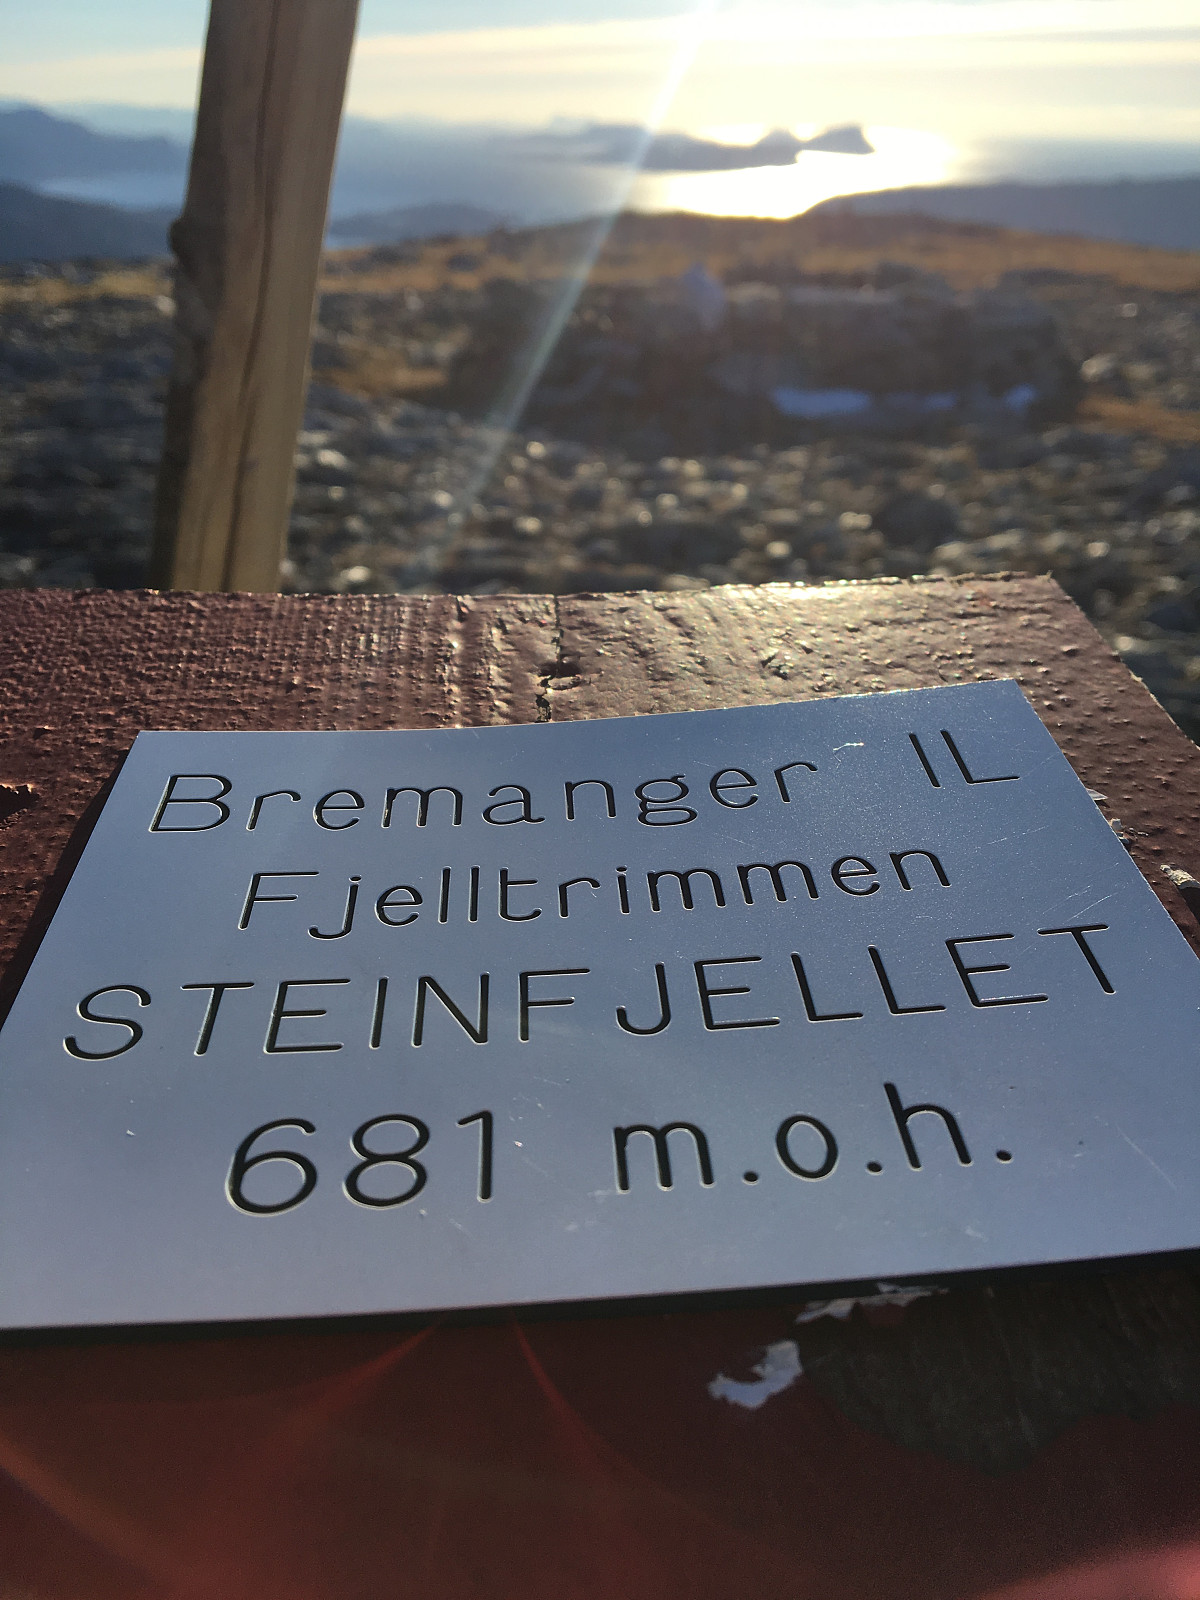 Bremanger IL
Fjelltrimmen
STEINFJELLET
681 m.o.h.